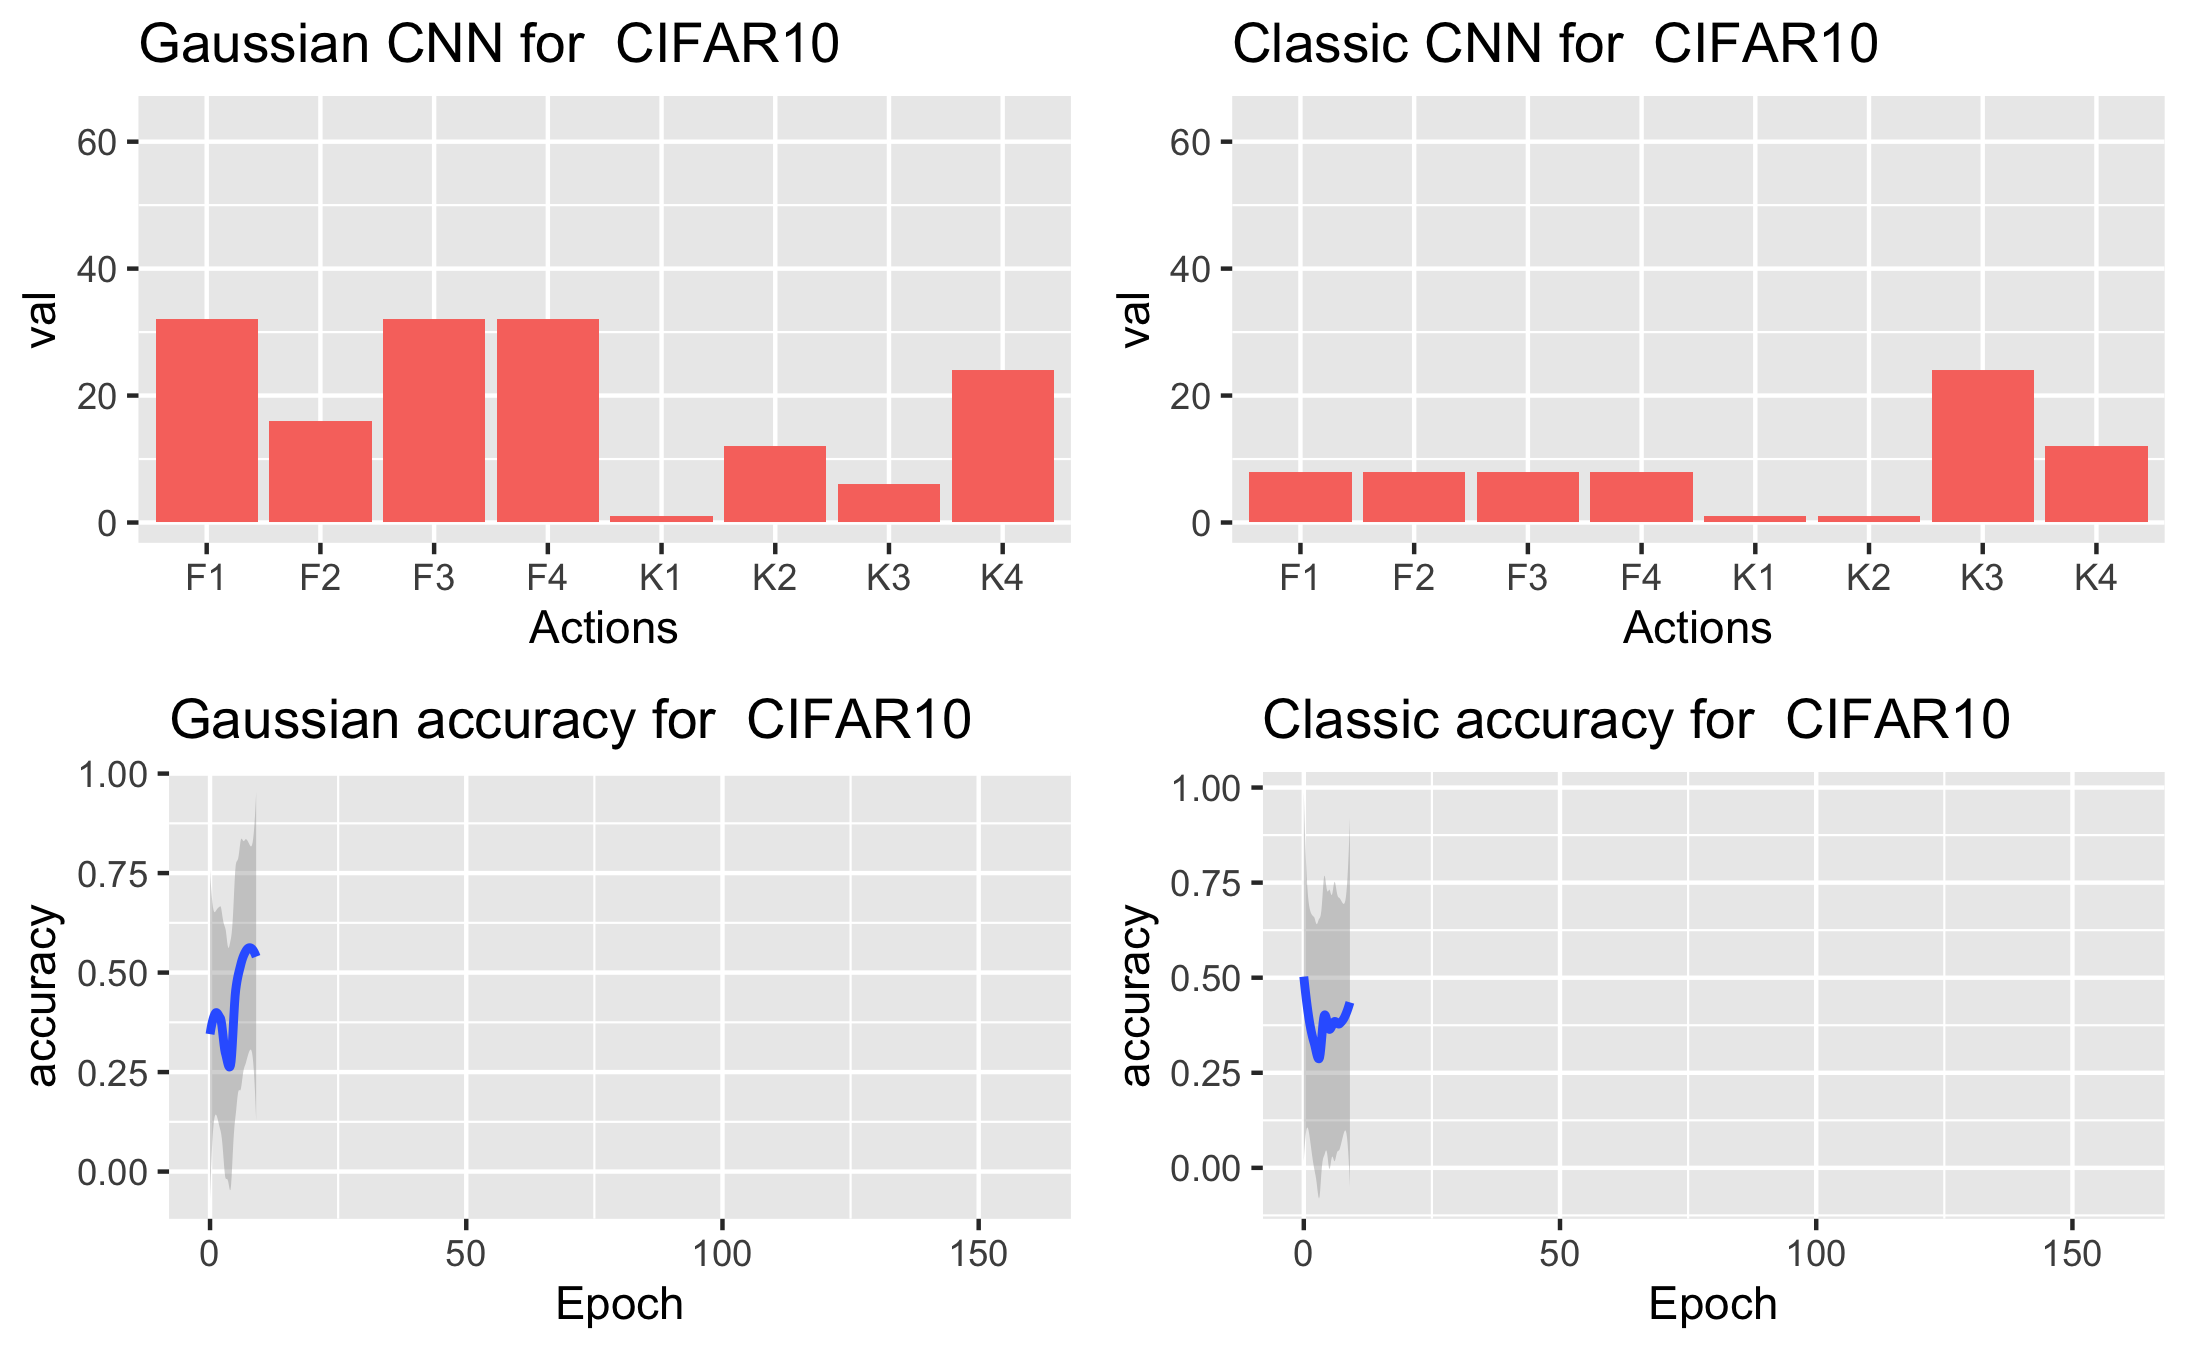 Gaussian CNN for  CIFAR10
60
40
20
0
val
F1 F2 F3 F4 K1 K2 K3 K4
Actions
Classic CNN for  CIFAR10
60
40
20
0
val
F1 F2 F3 F4 K1 K2 K3 K4
Actions
Gaussian accuracy for  CIFAR10
1.00
0.75
0.50
0.25
0.00
accuracy
0 50 100 150
Epoch
Classic accuracy for  CIFAR10
1.00
0.75
0.50
0.25
0.00
accuracy
0 50 100 150
Epoch